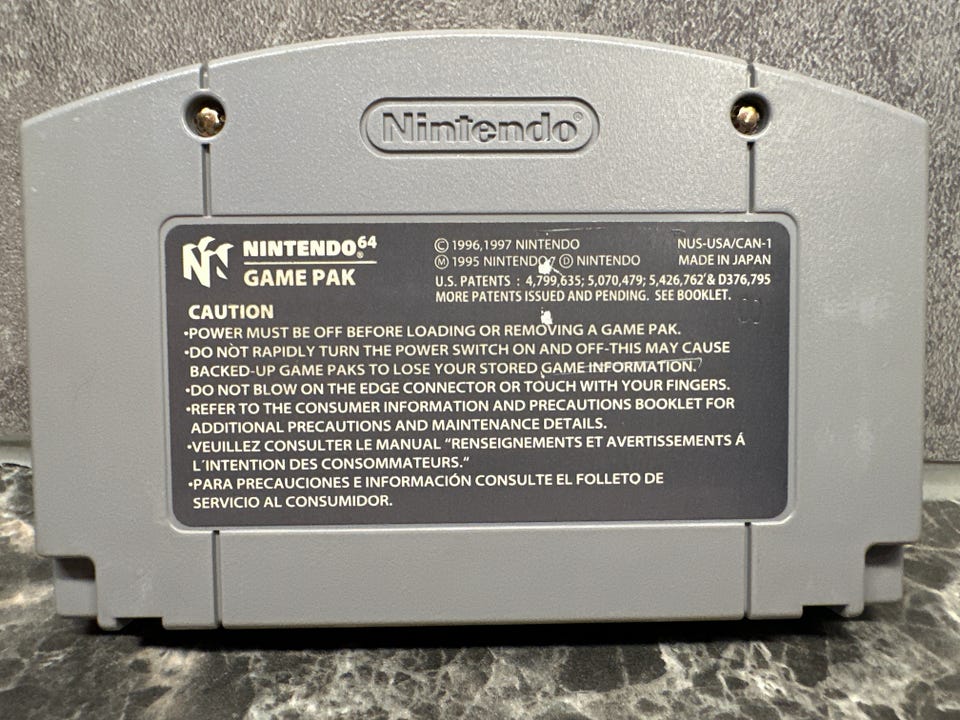 Nintendo®
NINTENDO64®
GAME PAK
© 1996,1997 NINTENDO
Ⓜ 1995 NINTENDO Ⓓ NINTENDO
NUS-USA/CAN-1
MADE IN JAPAN
U.S. PATENTS : 4,799,635; 5,070,479; 5,426,762 & D376,795
MORE PATENTS ISSUED AND PENDING. SEE BOOKLET.
CAUTION
•POWER MUST BE OFF BEFORE LOADING OR REMOVING A GAME PAK.
•DO NOT RAPIDLY TURN THE POWER SWITCH ON AND OFF-THIS MAY CAUSE
BACKED-UP GAME PAKS TO LOSE YOUR STORED GAME INFORMATION.
•DO NOT BLOW ON THE EDGE CONNECTOR OR TOUCH WITH YOUR FINGERS.
•REFER TO THE CONSUMER INFORMATION AND PRECAUTIONS BOOKLET FOR
ADDITIONAL PRECAUTIONS AND MAINTENANCE DETAILS.
•VEUILLEZ CONSULTER LE MANUAL "RENSEIGNEMENTS ET AVERTISSEMENTS Á
L'INTENTION DES CONSOMMATEURS."
•PARA PRECAUCIONES E INFORMACIÓN CONSULTE EL FOLLETO DE
SERVICIO AL CONSUMIDOR.